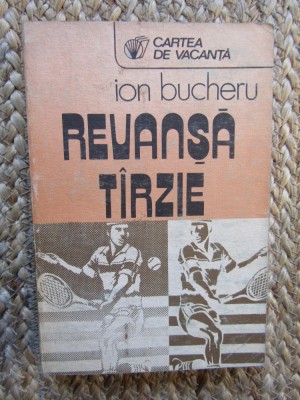 CARTEA
DE VACANȚĂ
ion bucheru
REVANȘĂ
TÎRZIE